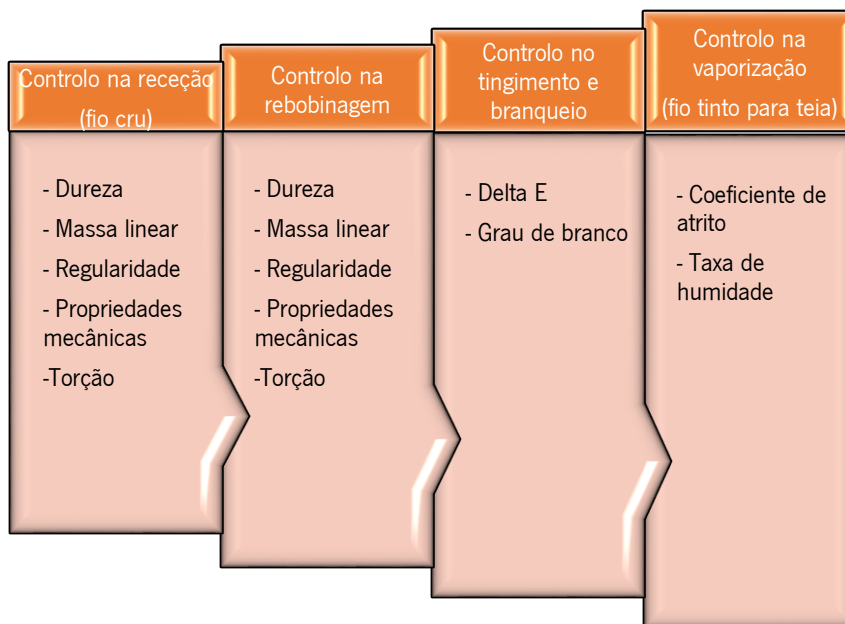 Controlo na receção
(fio cru)
- Dureza
- Massa linear
- Regularidade
- Propriedades
mecânicas
-Torção
Controlo na
rebobinagem
- Dureza
- Massa linear
- Regularidade
- Propriedades
mecânicas
-Torção
Controlo no
tingimento e
branqueio
- Delta E
- Grau de branco
Controlo na
vaporização
(fio tinto para teia)
- Coeficiente de
atrito
- Taxa de
humidade